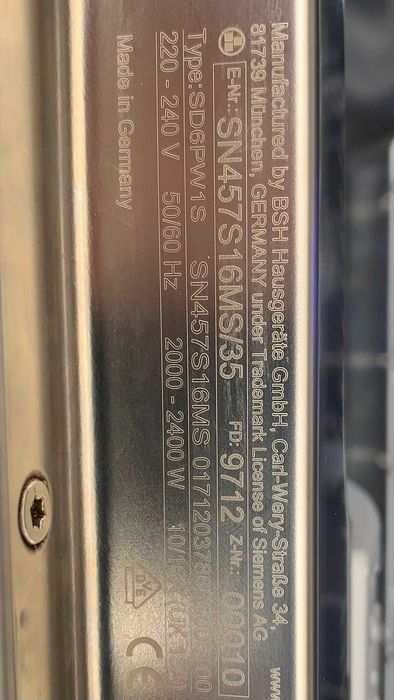 Manufactured by BSH Hausgeräte GmbH, Carl-Wery-Straße 34,
81739 München, GERMANY under Trademark License of Siemens AG
E-Nr.: SN457S16MS/35 FD: 9712 Z-Nr.:
Type: SD6PW1S SN457S16MS
220 - 240 V 50/60 Hz 2000 - 2400 W
Made in Germany
CE